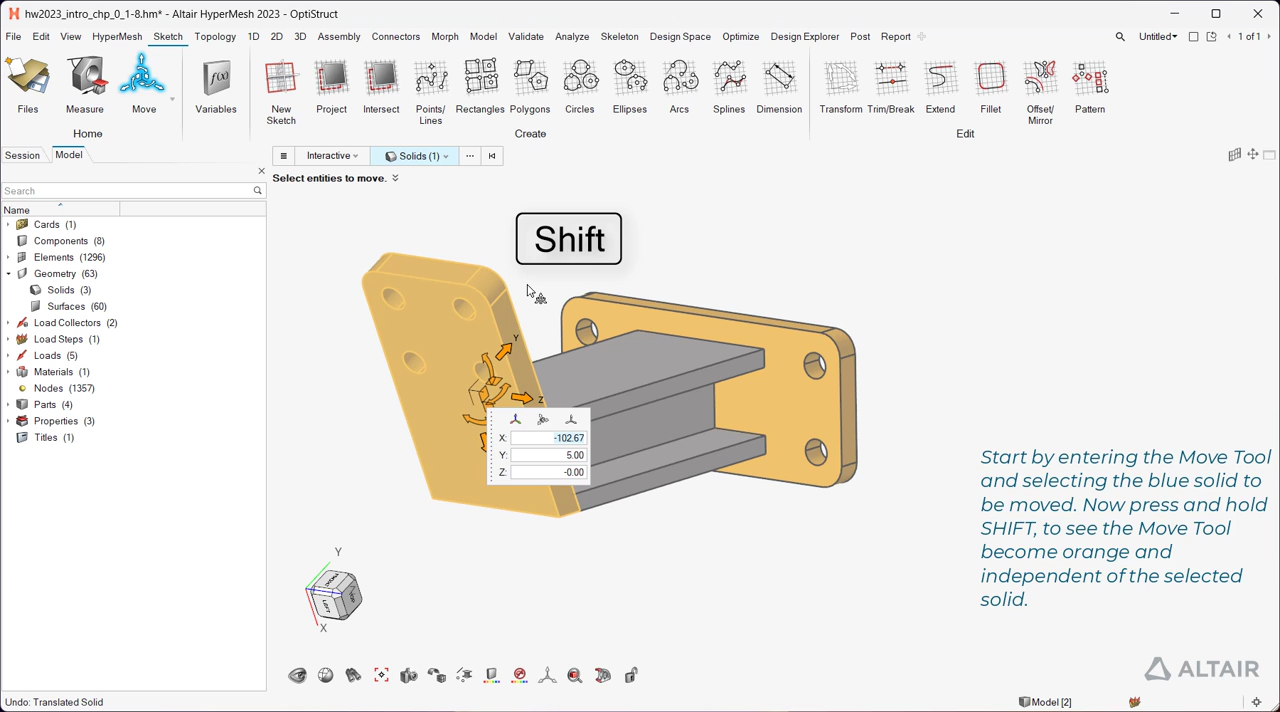 hw2023_intro_chp_0_1-8.hm* - Altair HyperMesh 2023 - OptiStruct
File Edit View HyperMesh Sketch Topology 1D 2D 3D Assembly Connectors Morph Model Validate Analyze Skeleton Design Space Optimize Design Explorer Post Report Untitled 1 of 1
f(x)
Files Measure Move Variables New Sketch Project Intersect Points/ Lines Rectangles Polygons Circles Ellipses Arcs Splines Dimension Transform Trim/Break Extend Fillet Offset/ Mirror Pattern
Home Create Edit
Session Model Interactive Solids (1)
Select entities to move.
Search
Name
Cards (1)
Components (8)
Elements (1296)
Geometry (63)
Solids (3)
Surfaces (60)
Load Collectors (2)
Load Steps (1)
Loads (5)
Materials (1)
Nodes (1357)
Parts (4)
Properties (3)
Titles (1)
Shift
Y
Z
X: -102.67
Y: 5.00
Z: -0.00
Y
LEFT
X
Start by entering the Move Tool
and selecting the blue solid to
be moved. Now press and hold
SHIFT, to see the Move Tool
become orange and
independent of the selected
solid.
ALTAIR
Undo: Translated Solid
Model [2]